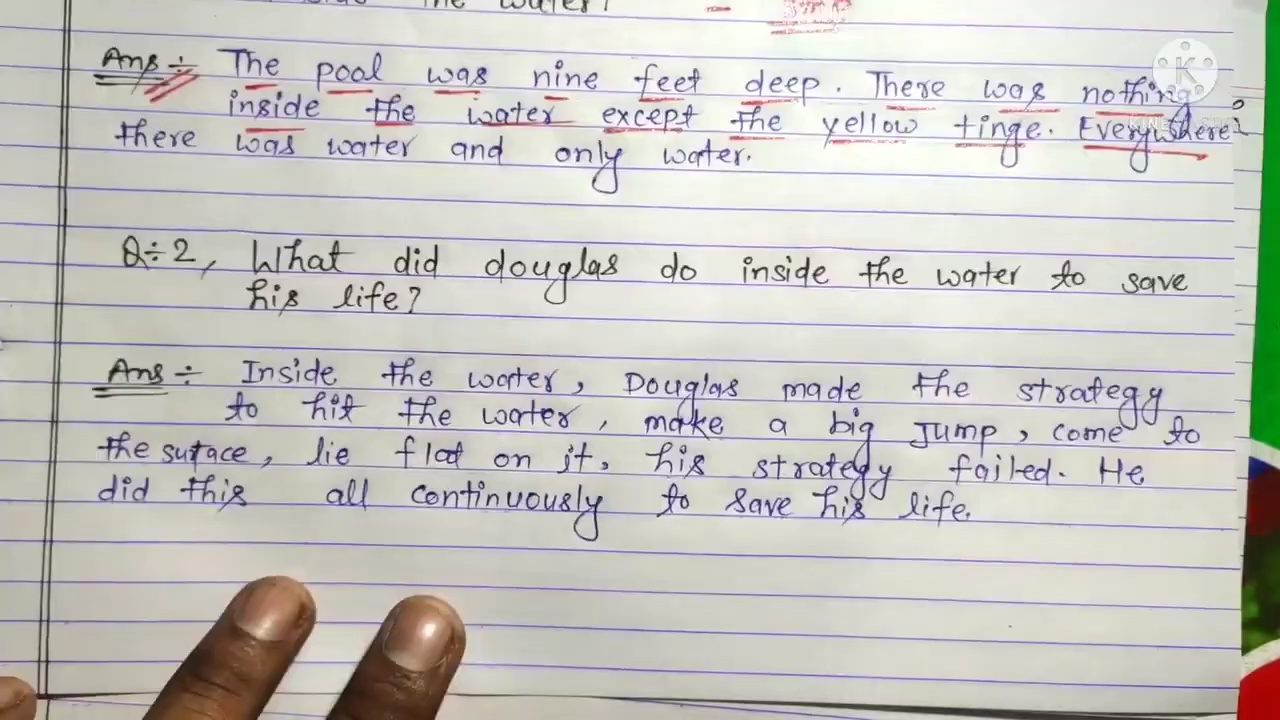 the water?
Ans÷ The pool was nine feet deep. There was nothing
inside the water except the yellow tinge. Everywhere
there was water and only water.
Q÷2, What did douglas do inside the water to save
his life?
Ans÷ Inside the water, Douglas made the strategy
to hit the water, make a big Jump, come to
the surface, lie flat on it. his strategy failed. He
did this all continuously to save his life.